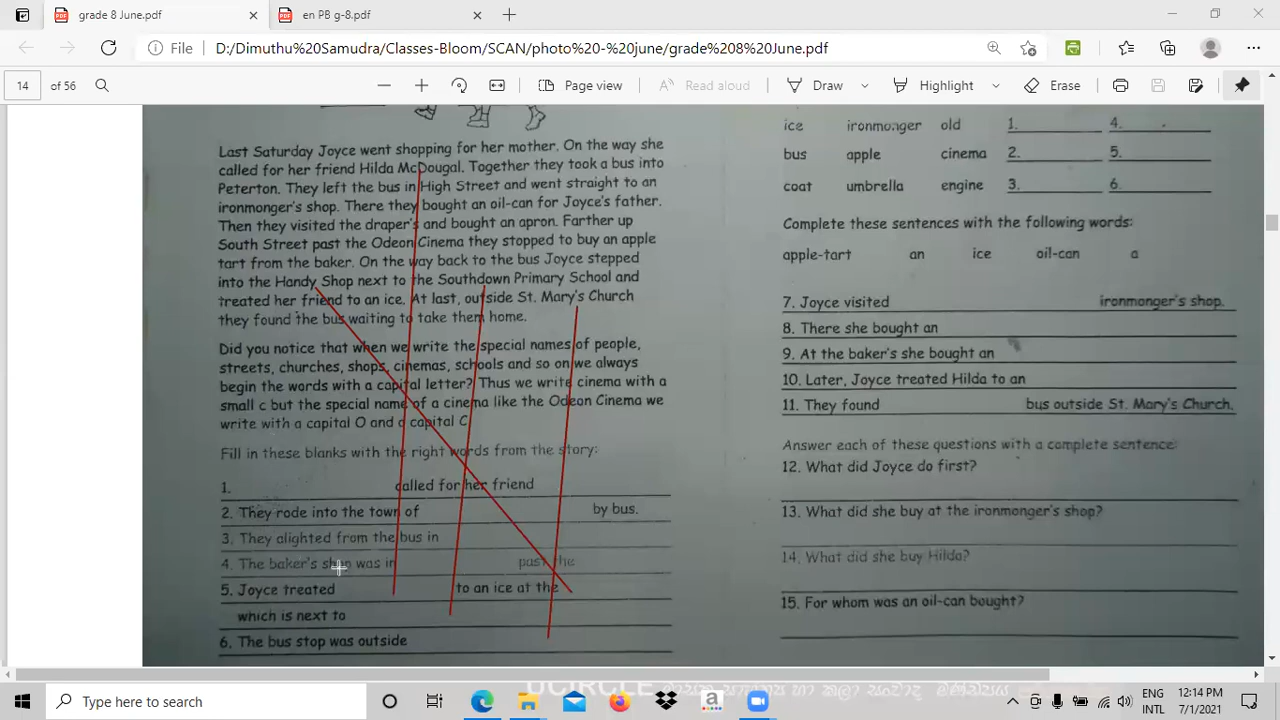 grade 8 June.pdf
en PB g-8.pdf
File D:/Dimuthu%20Samudra/Classes-Bloom/SCAN/photo%20-%20june/grade%208%20June.pdf
14 of 56
Page view
Read aloud
Draw
Highlight
Erase
Last Saturday Joyce went shopping for her mother. On the way she
called for her friend Hilda McDougal. Together they took a bus into
Peterton. They left the bus in High Street and went straight to an
ironmonger's shop. There they bought an oil-can for Joyce's father.
Then they visited the draper's and bought an apron. Farther up
South Street past the Odeon Cinema they stopped to buy an apple
tart from the baker. On the way back to the bus Joyce stepped
into the Handy Shop next to the Southdown Primary School and
treated her friend to an ice. At last, outside St. Mary's Church
they found the bus waiting to take them home.
Did you notice that when we write the special names of people,
streets, churches, shops, cinemas, schools and so on we always
begin the words with a capital letter? Thus we write cinema with a
small c but the special name of a cinema like the Odeon Cinema we
write with a capital O and a capital C
Fill in these blanks with the right words from the story:
1. called for her friend
2. They rode into the town of by bus.
3. They alighted from the bus in
4. The baker's shop was in past the
5. Joyce treated to an ice at the
which is next to
6. The bus stop was outside
ice ironmonger old 1. 4.
bus apple cinema 2. 5.
coat umbrella engine 3. 6.
Complete these sentences with the following words:
apple-tart an ice oil-can a
7. Joyce visited ironmonger's shop.
8. There she bought an
9. At the baker's she bought an
10. Later, Joyce treated Hilda to an
11. They found bus outside St. Mary's Church.
Answer each of these questions with a complete sentence:
12. What did Joyce do first?
13. What did she buy at the ironmonger's shop?
14. What did she buy Hilda?
15. For whom was an oil-can bought?
Type here to search
ENG
INTL
12:14 PM
7/1/2021